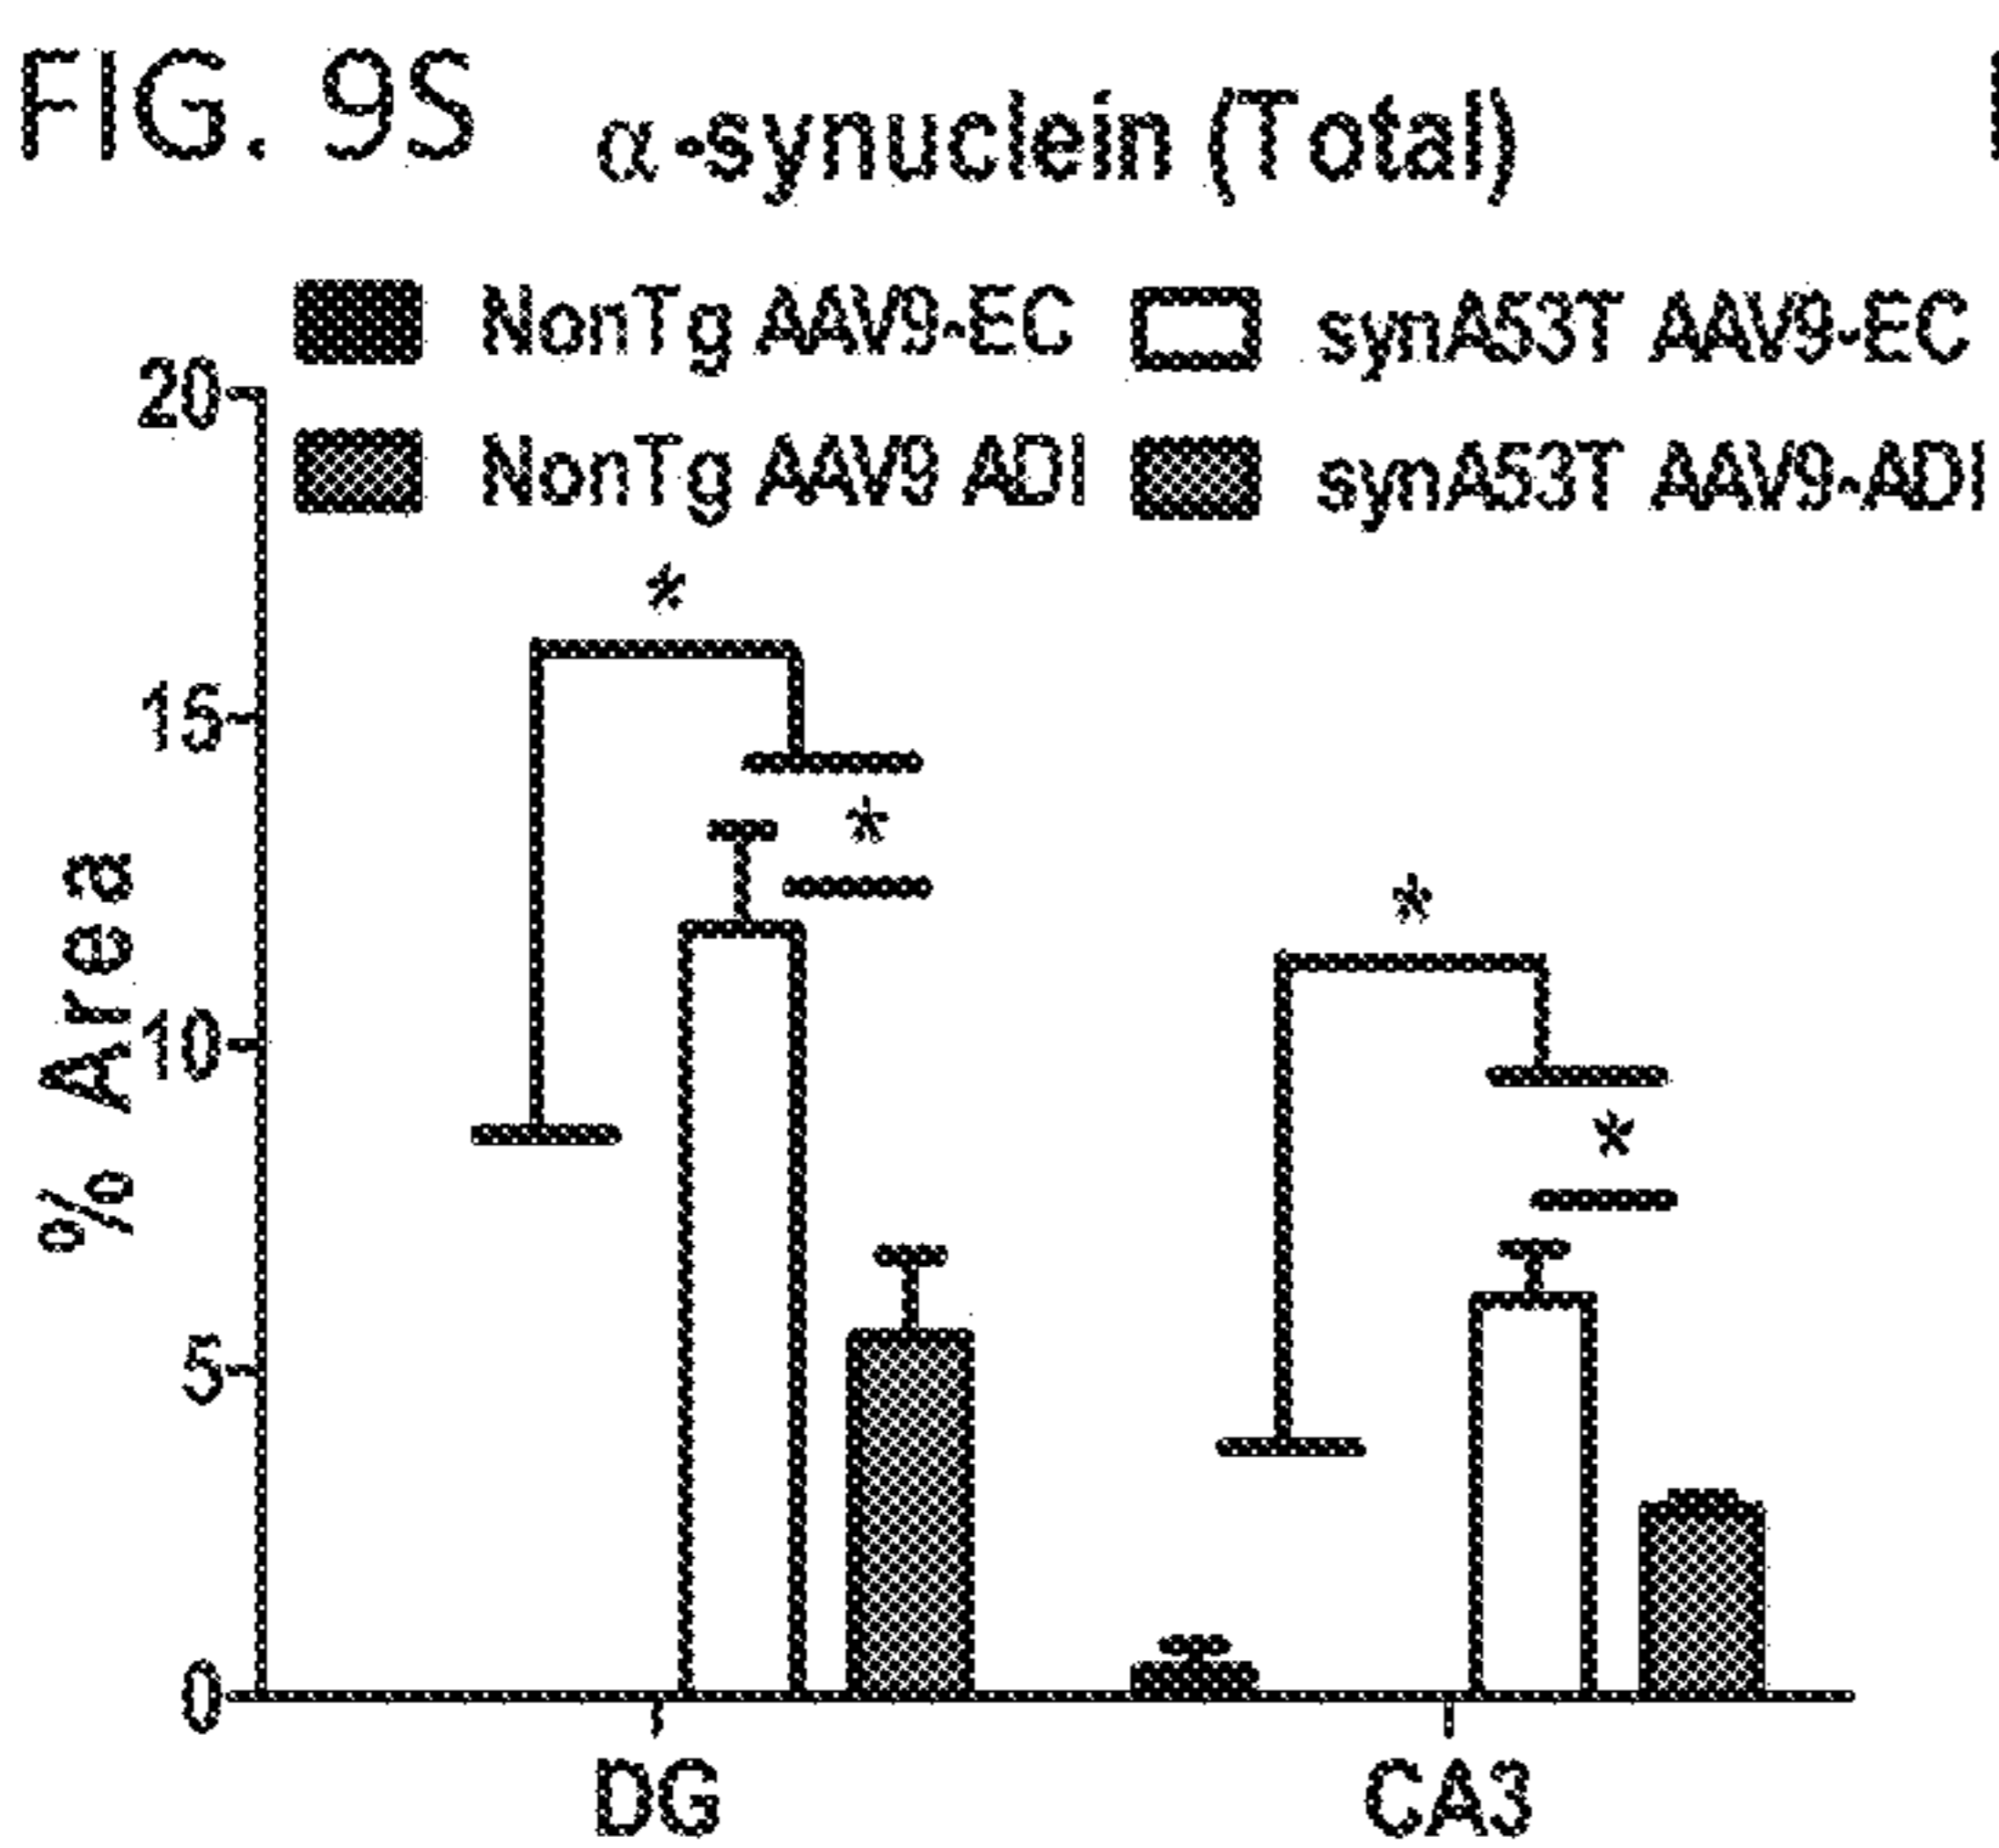 FIG. 9S
α-synuclein (Total)
NonTg AAV9-EC
synA53T AAV9-EC
NonTg AAV9 ADI
synA53T AAV9-ADI
*
*
*
*
% Area
20
15
10
5
0
DG
CA3